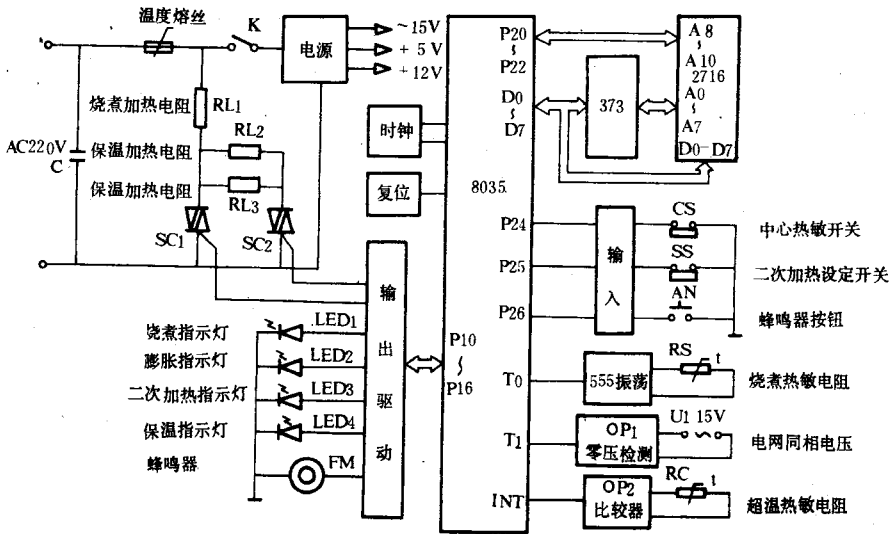 温度熔丝
K
电源
~15V
+5V
+12V
烧煮加热电阻
RL1
RL2
AC220V
C
保温加热电阻
保温加热电阻
RL3
SC1
SC2
时钟
复位
8035
P20
~
P22
D0
~
D7
373
A8
~
A10
2716
A0
~
A7
D0-D7
P24
P25
P26
输入
CS
中心热敏开关
SS
二次加热设定开关
AN
蜂鸣器按钮
P10
~
P16
输出驱动
烧煮指示灯
LED1
膨胀指示灯
LED2
二次加热指示灯
LED3
保温指示灯
LED4
蜂鸣器
FM
T0
555振荡
RS
t
烧煮热敏电阻
T1
OP1
零压检测
U1 15V
电网同相电压
INT
OP2
比较器
RC
t
超温热敏电阻